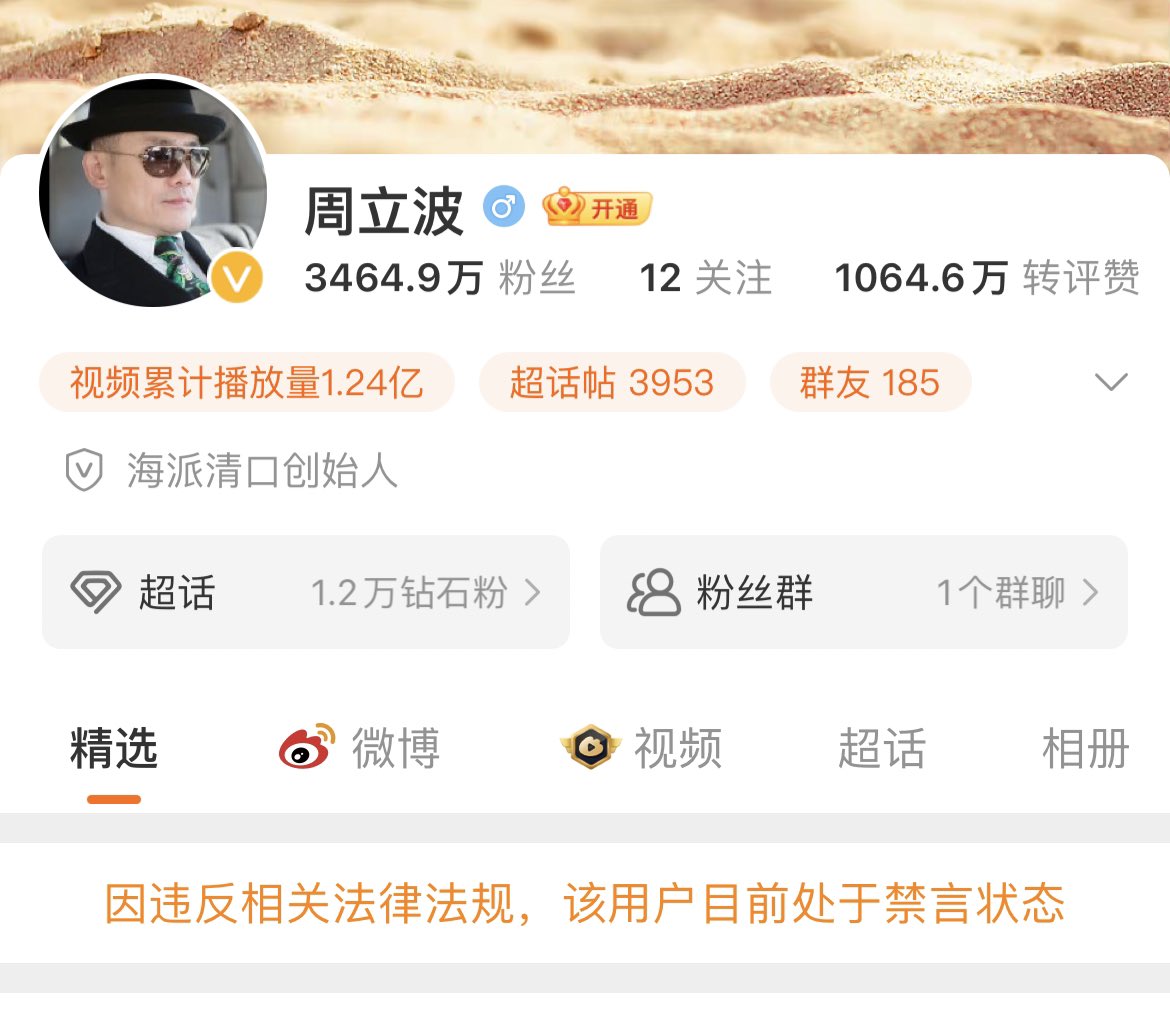 周立波 开通
3464.9万 粉丝 12 关注 1064.6万 转评赞
视频累计播放量1.24亿 超话帖 3953 群友 185
海派清口创始人
超话 1.2万钻石粉 粉丝群 1个群聊
精选 微博 视频 超话 相册
因违反相关法律法规，该用户目前处于禁言状态